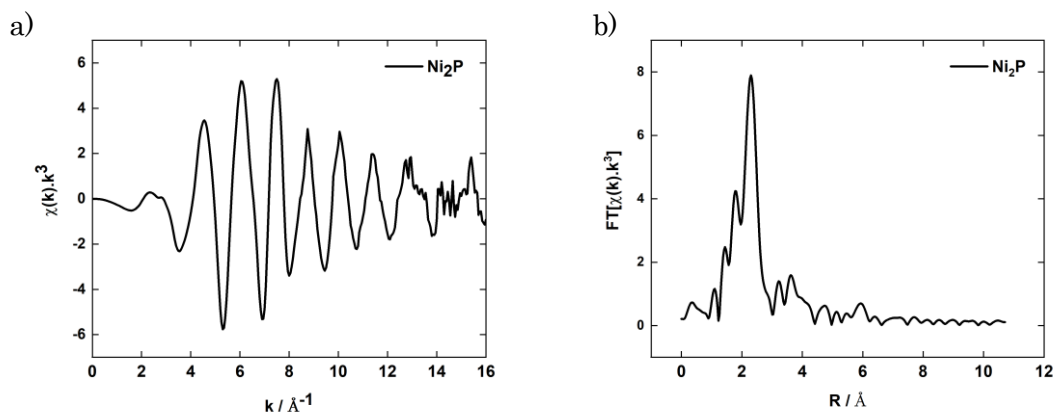 a)
χ(k).k³
6
4
2
0
-2
-4
-6
Ni₂P
0 2 4 6 8 10 12 14 16
k / Å⁻¹
b)
FT[χ(k).k³]
8
6
4
2
0
Ni₂P
0 2 4 6 8 10 12
R / Å